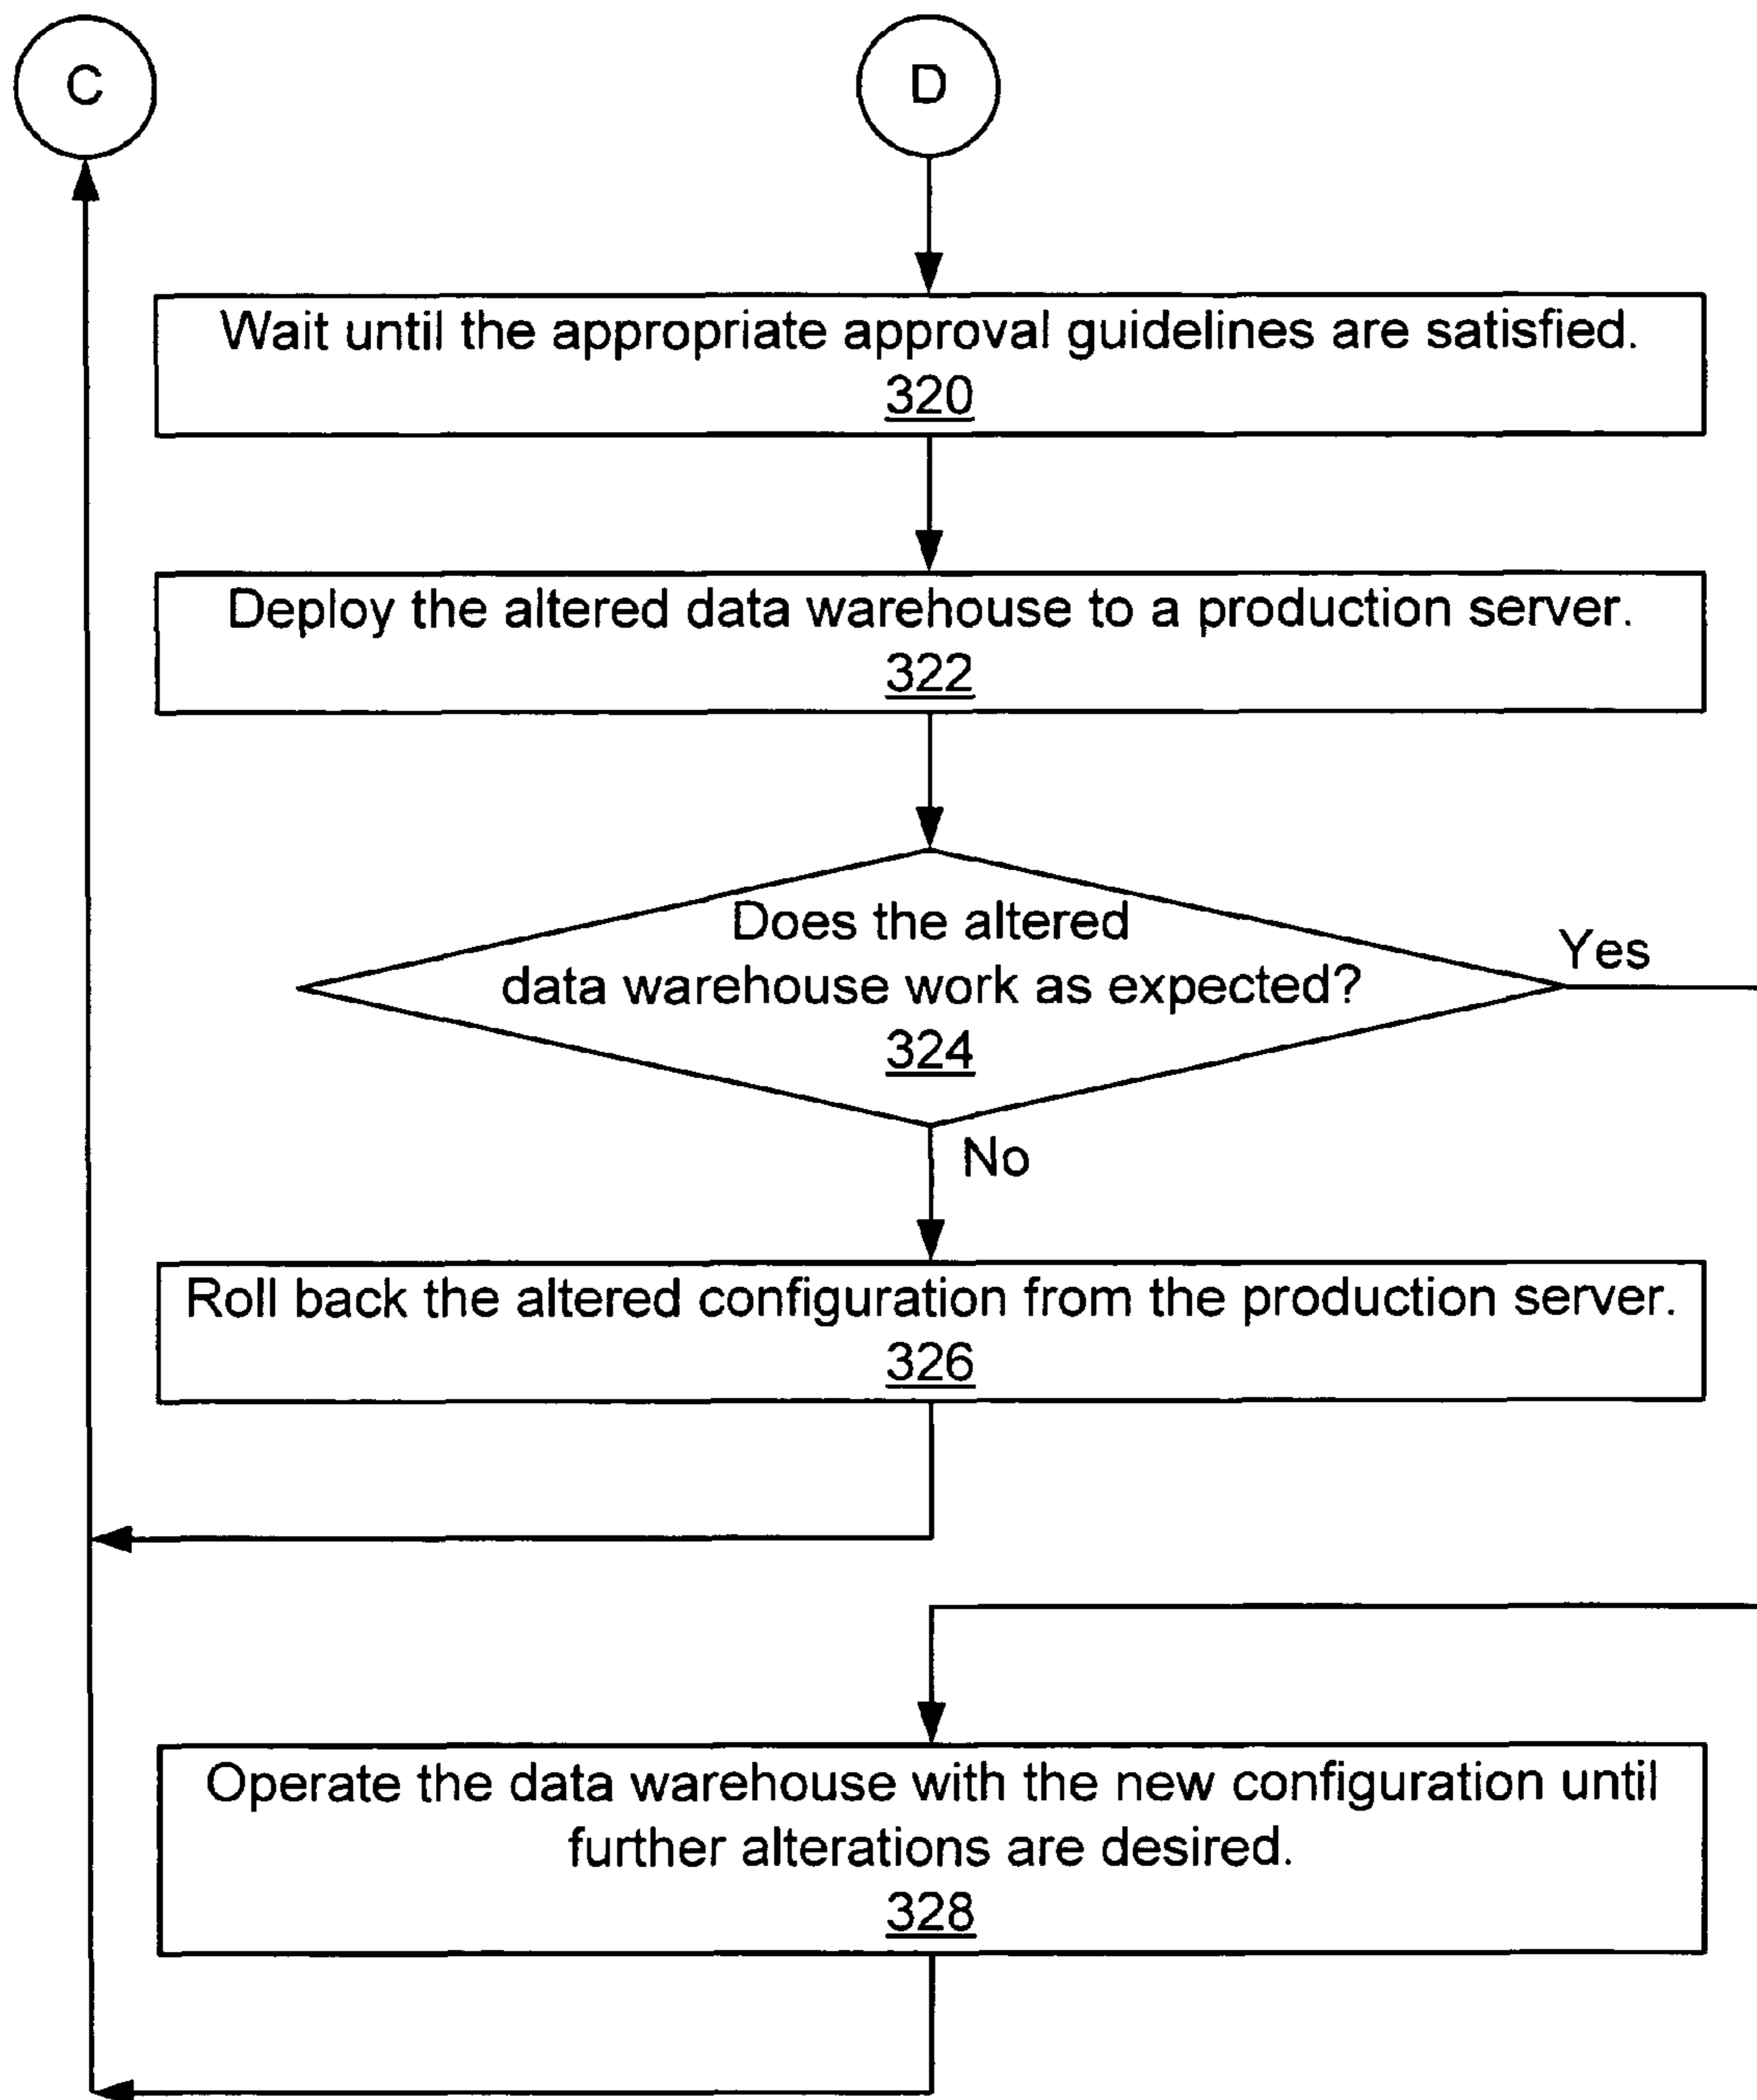 C
D
Wait until the appropriate approval guidelines are satisfied.
320
Deploy the altered data warehouse to a production server.
322
Does the altered
data warehouse work as expected?
324
Yes
No
Roll back the altered configuration from the production server.
326
Operate the data warehouse with the new configuration until
further alterations are desired.
328